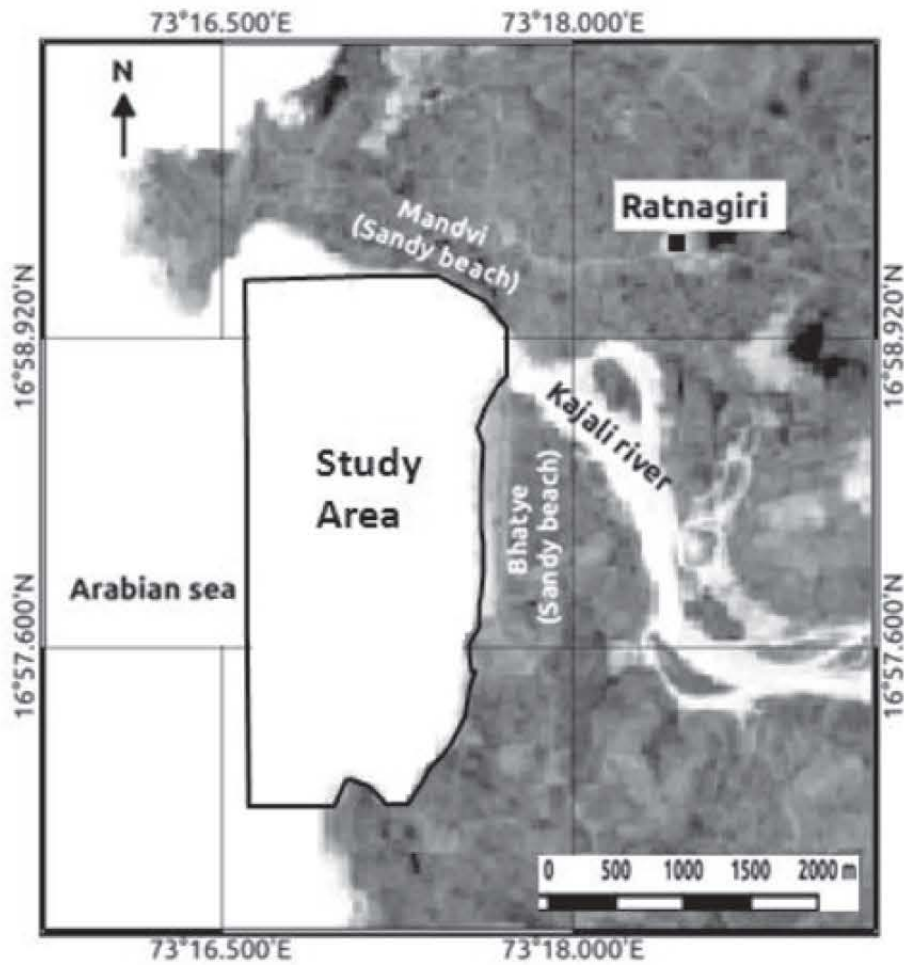 73°16.500'E 73°18.000'E
N
Ratnagiri
Mandvi
(Sandy beach)
16°58.920'N
16°58.920'N
Kajali river
Study
Area
Bhatye
(Sandy beach)
Arabian sea
16°57.600'N
16°57.600'N
0 500 1000 1500 2000 m
73°16.500'E 73°18.000'E